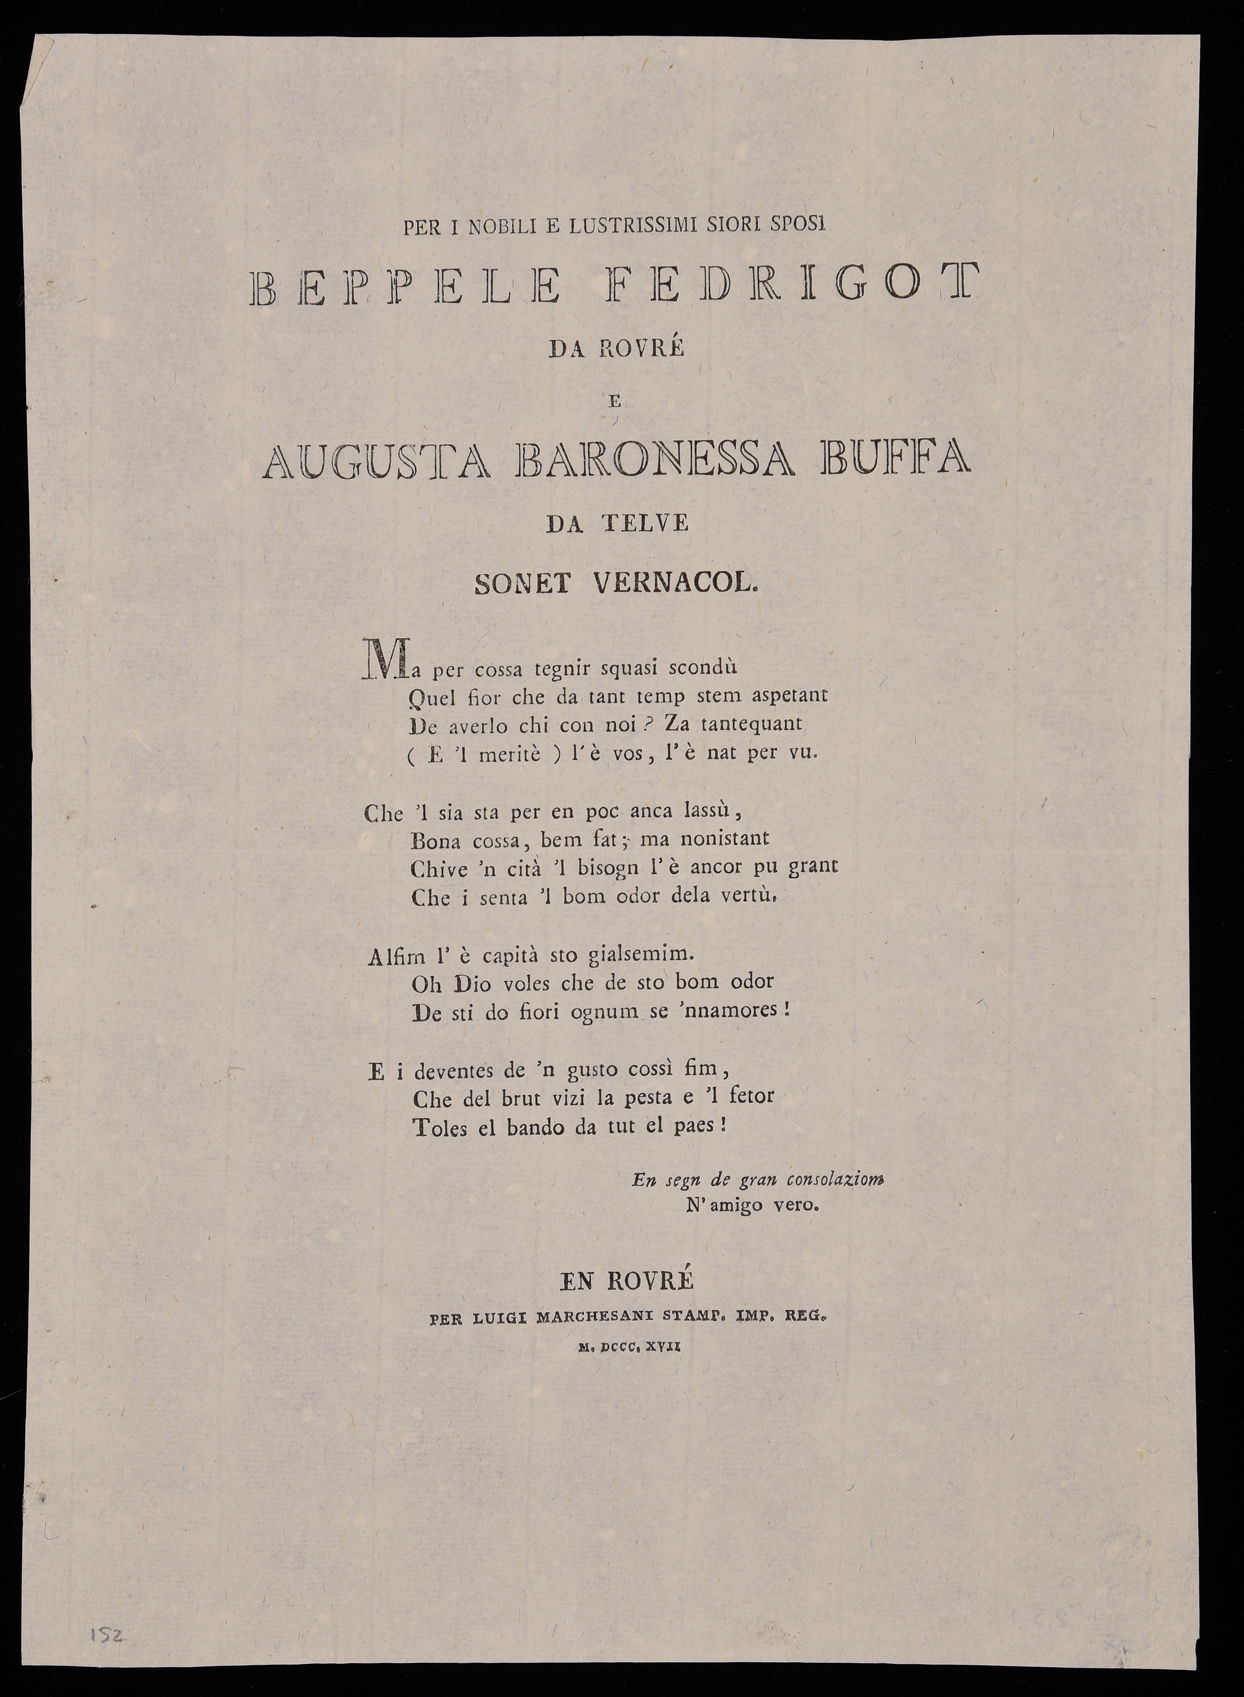 PER I NOBILI E LUSTRISSIMI SIORI SPOSI
BEPPELE FEDRIGOT
DA ROVRÉ
E
AUGUSTA BARONESSA BUFFA
DA TELVE
SONET VERNACOL.
Ma per cossa tegnir squasi scondù
Quel fior che da tant temp stem aspetant
De averlo chi con noi? Za tantequant
( E 'l meritè ) l'è vos, l'è nat per vu.
Che 'l sia sta per en poc anca lassù,
Bona cossa, bem fat; ma nonistant
Chive 'n cità 'l bisogn l'è ancor pu grant
Che i senta 'l bom odor dela vertù.
Alfim l' è capità sto gialsemim.
Oh Dio voles che de sto bom odor
De sti do fiori ognum se 'nnamores!
E i deventes de 'n gusto cossì fim,
Che del brut vizi la pesta e 'l fetor
Toles el bando da tut el paes!
En segn de gran consolaziom
N' amigo vero.
EN ROVRÉ
PER LUIGI MARCHESANI STAMP. IMP. REG.
M. DCCC. XVII
152